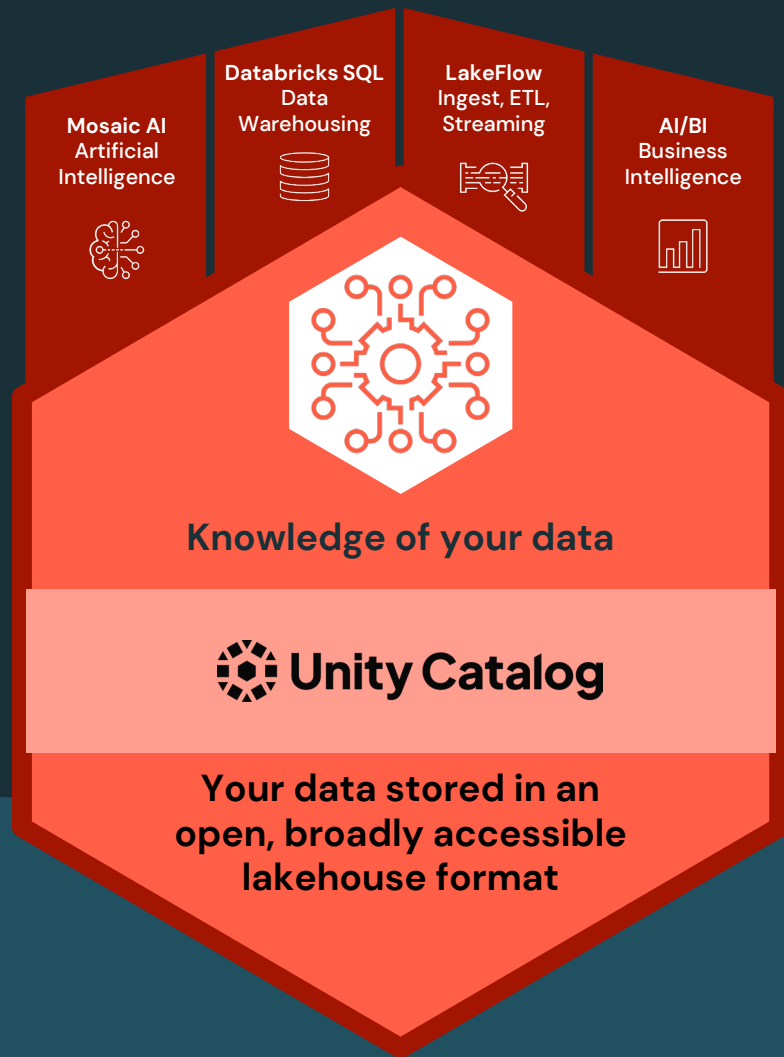 Mosaic AI
Artificial
Intelligence
Databricks SQL
Data
Warehousing
LakeFlow
Ingest, ETL,
Streaming
AI/BI
Business
Intelligence
Knowledge of your data
Unity Catalog
Your data stored in an
open, broadly accessible
lakehouse format